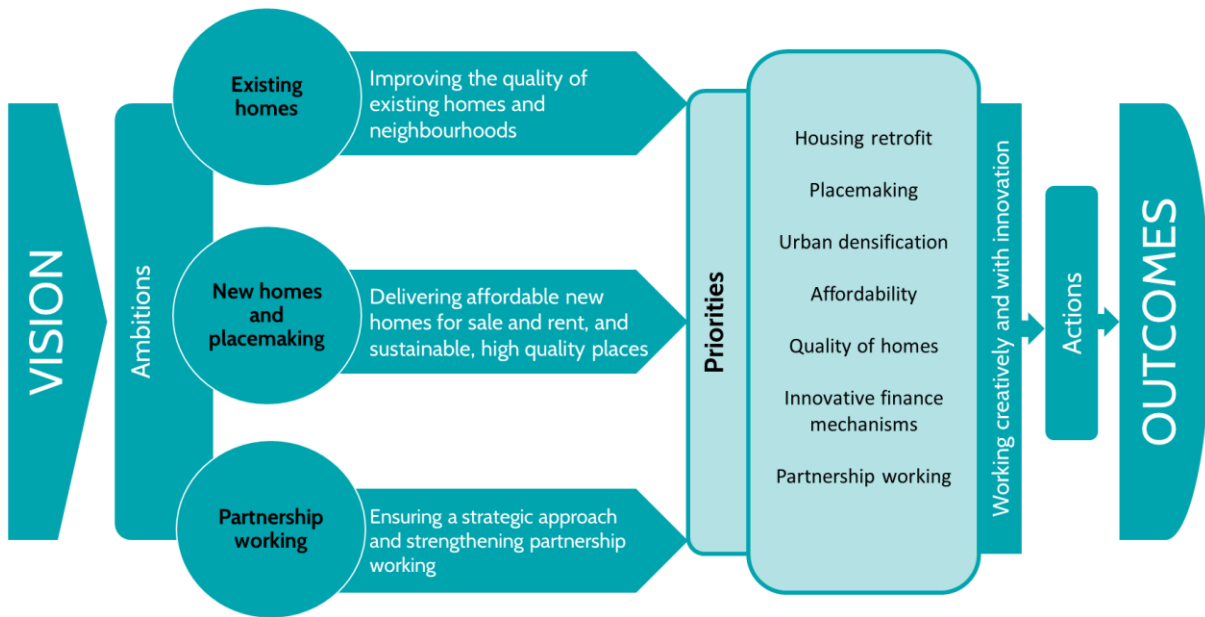 VISION
Ambitions
Existing
homes
Improving the quality of
existing homes and
neighbourhoods
New homes
and
placemaking
Delivering affordable new
homes for sale and rent, and
sustainable, high quality places
Partnership
working
Ensuring a strategic approach
and strengthening partnership
working
Priorities
Housing retrofit
Placemaking
Urban densification
Affordability
Quality of homes
Innovative finance
mechanisms
Partnership working
Working creatively and with innovation
Actions
OUTCOMES